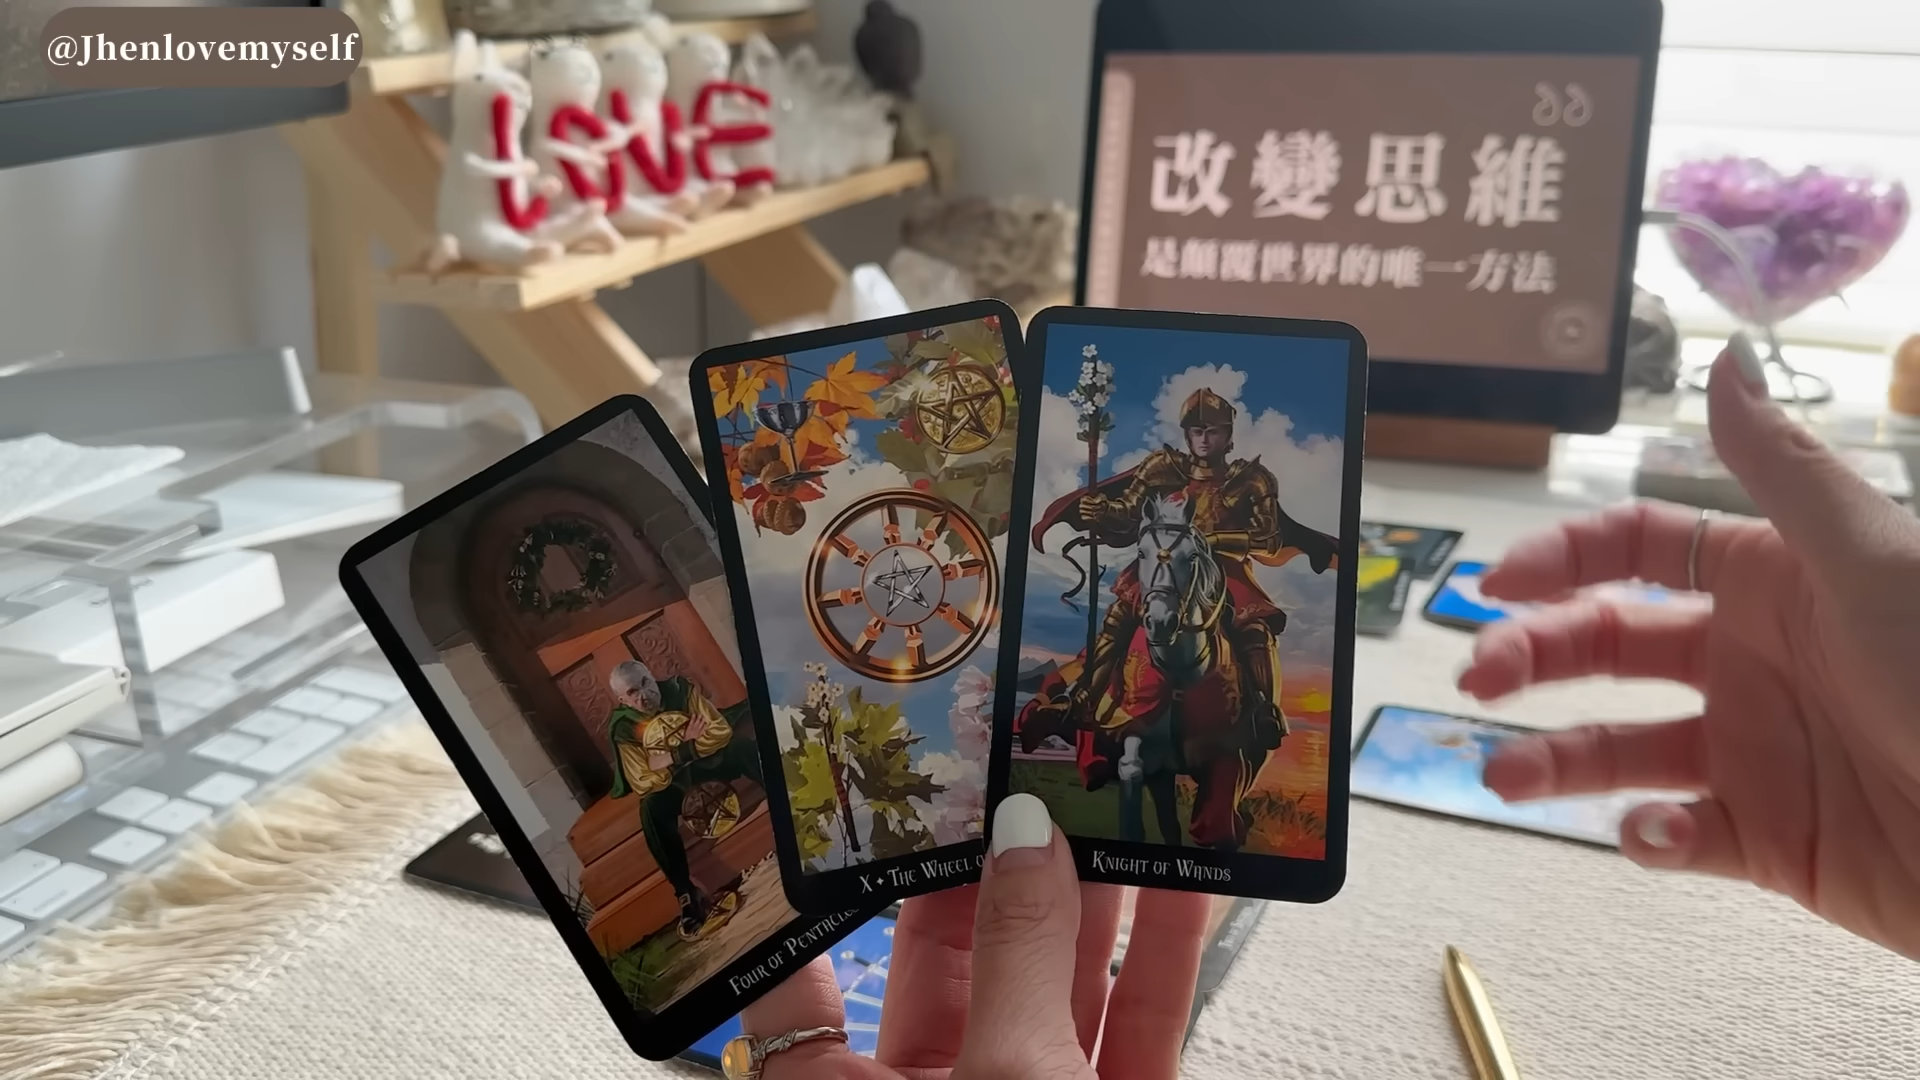 @Jhenlovemyself
LOVE
改變思維
是顛覆世界的唯一方法
FOUR OF PENTACLES
X ✦ THE WHEEL O
KNIGHT OF WANDS